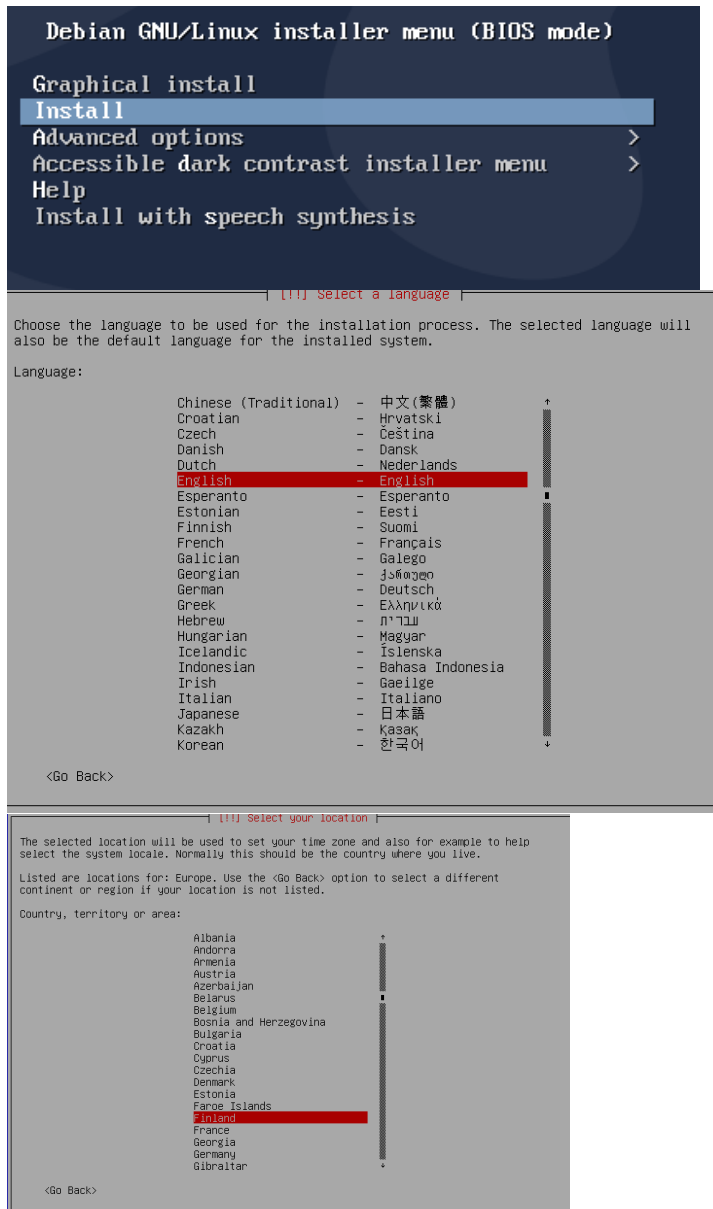 Debian GNU/Linux installer menu (BIOS mode)
Graphical install
Install
Advanced options >
Accessible dark contrast installer menu >
Help
Install with speech synthesis
[!!] Select a language
Choose the language to be used for the installation process. The selected language will
also be the default language for the installed system.
Language:
Chinese (Traditional) - 中文(繁體)
Croatian - Hrvatski
Czech - Čeština
Danish - Dansk
Dutch - Nederlands
English - English
Esperanto - Esperanto
Estonian - Eesti
Finnish - Suomi
French - Français
Galician - Galego
Georgian - ქართული
German - Deutsch
Greek - Ελληνικά
Hebrew - עברית
Hungarian - Magyar
Icelandic - Íslenska
Indonesian - Bahasa Indonesia
Irish - Gaeilge
Italian - Italiano
Japanese - 日本語
Kazakh - Қазақ
Korean - 한국어
<Go Back>
[!!] Select your location
The selected location will be used to set your time zone and also for example to help
select the system locale. Normally this should be the country where you live.
Listed are locations for: Europe. Use the <Go Back> option to select a different
continent or region if your location is not listed.
Country, territory or area:
Albania
Andorra
Armenia
Austria
Azerbaijan
Belarus
Belgium
Bosnia and Herzegovina
Bulgaria
Croatia
Cyprus
Czechia
Denmark
Estonia
Faroe Islands
Finland
France
Georgia
Germany
Gibraltar
<Go Back>